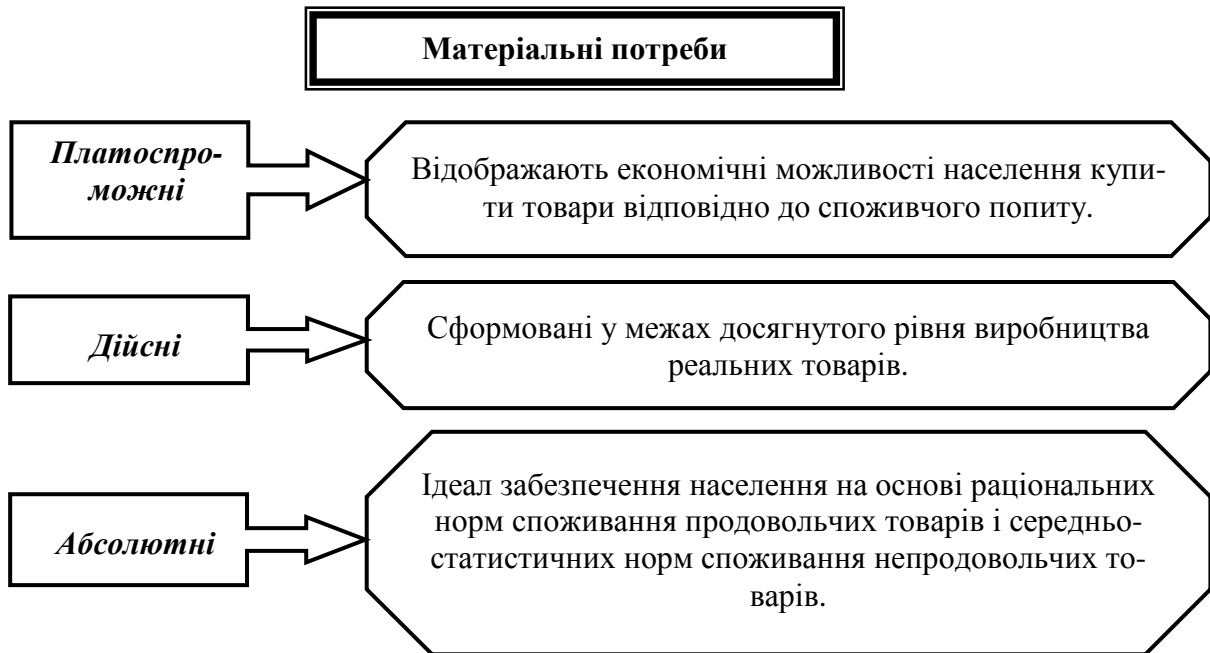 Матеріальні потреби
Платоспро-
можні
Відображають економічні можливості населення купи-
ти товари відповідно до споживчого попиту.
Дійсні
Сформовані у межах досягнутого рівня виробництва
реальних товарів.
Абсолютні
Ідеал забезпечення населення на основі раціональних
норм споживання продовольчих товарів і середньо-
статистичних норм споживання непродовольчих то-
варів.